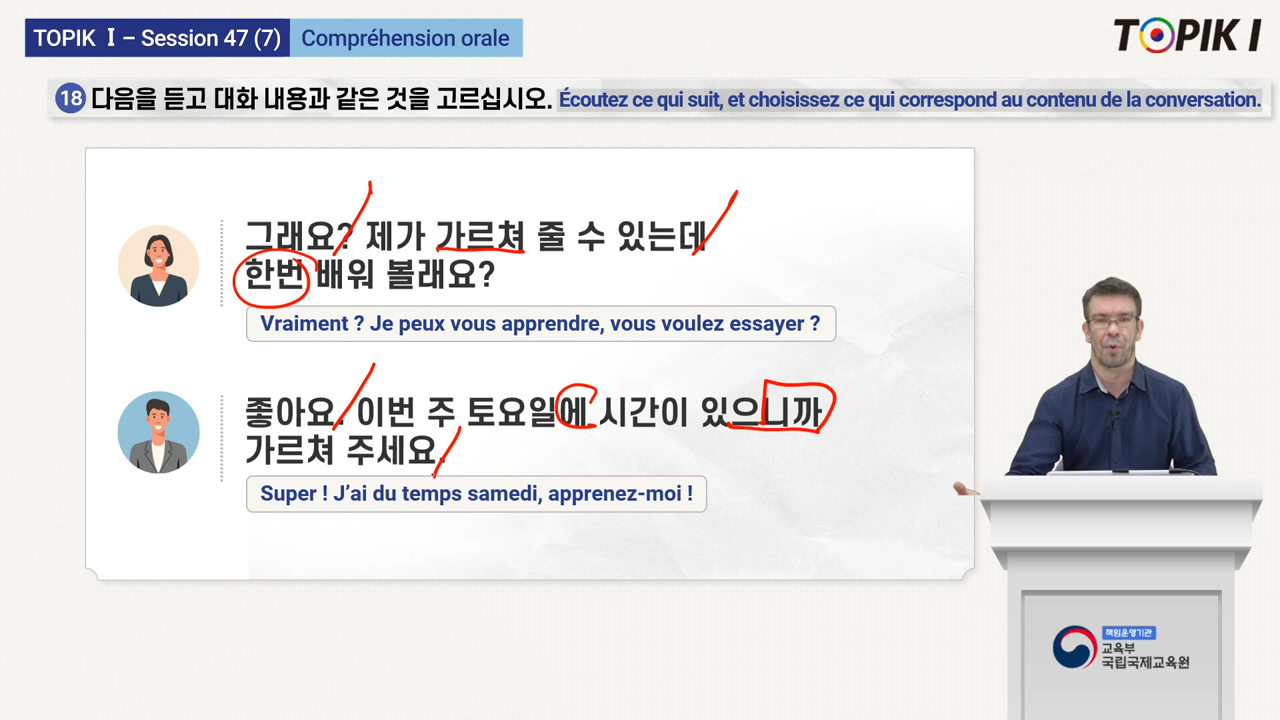 TOPIK Ⅰ – Session 47 (7) Compréhension orale
TOPIK I
18 다음을 듣고 대화 내용과 같은 것을 고르십시오. Écoutez ce qui suit, et choisissez ce qui correspond au contenu de la conversation.
그래요? 제가 가르쳐 줄 수 있는데
한번 배워 볼래요?
Vraiment ? Je peux vous apprendre, vous voulez essayer ?
좋아요. 이번 주 토요일에 시간이 있으니까
가르쳐 주세요.
Super ! J’ai du temps samedi, apprenez-moi !
책임운영기관
교육부
국립국제교육원